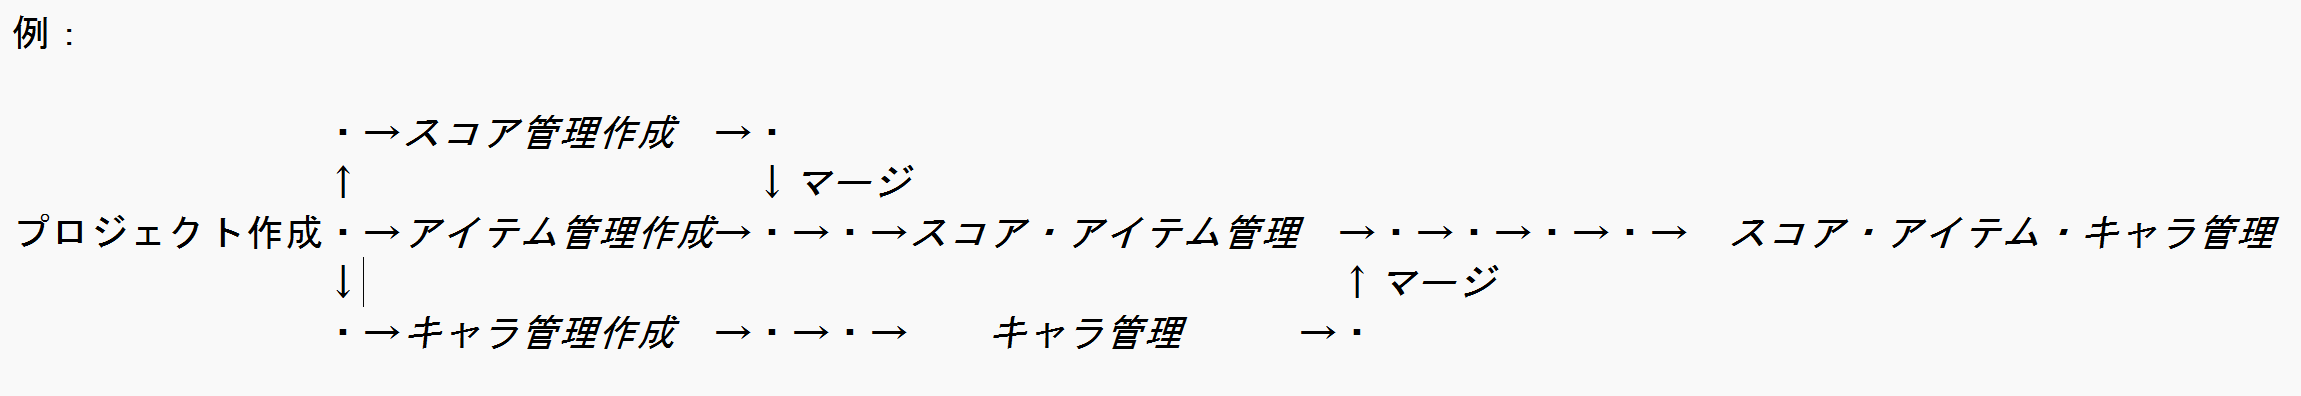 例：
・→スコア管理作成　→・
↑　↓ マージ
プロジェクト作成・→アイテム管理作成→・→・→スコア・アイテム管理　→・→・→・→・→　スコア・アイテム・キャラ管理
↓　↑ マージ
・→キャラ管理作成　→・→・→　キャラ管理　→・